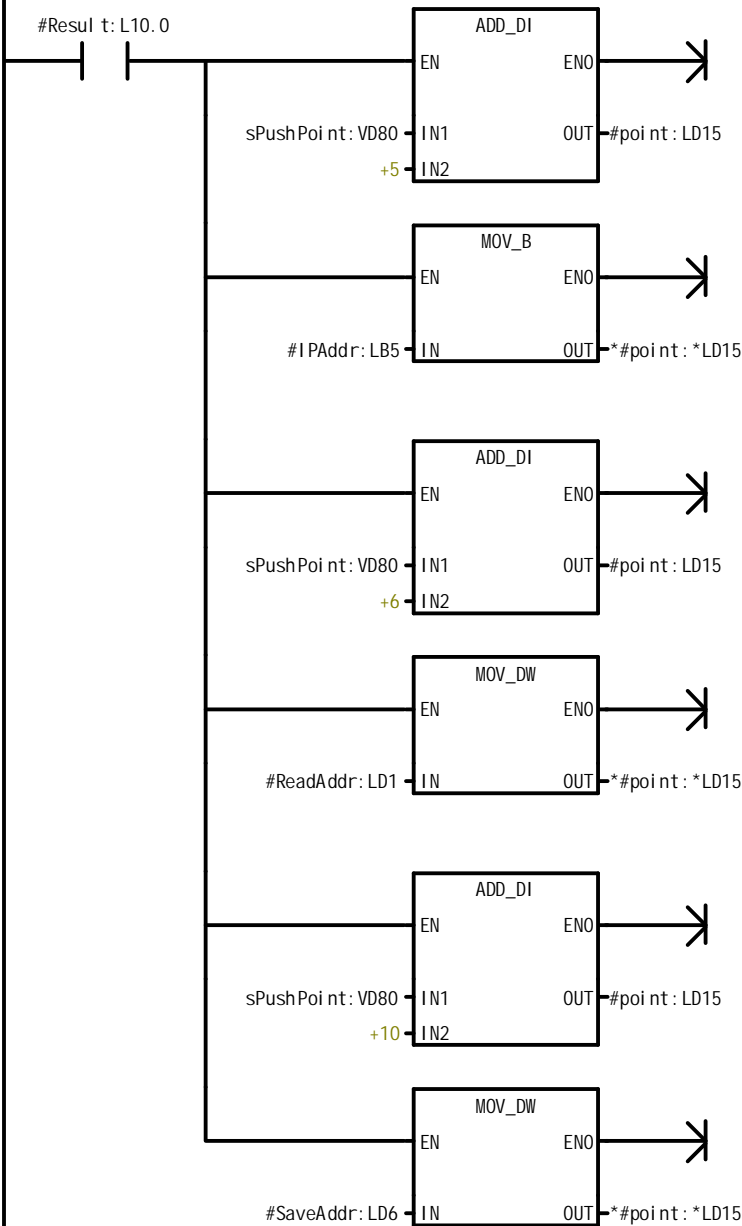 #Result:L10.0
ADD_DI
EN ENO
sPushPoint:VD80 IN1 OUT #point:LD15
+5 IN2
MOV_B
EN ENO
#IPAddr:LB5 IN OUT *#point:*LD15
ADD_DI
EN ENO
sPushPoint:VD80 IN1 OUT #point:LD15
+6 IN2
MOV_DW
EN ENO
#ReadAddr:LD1 IN OUT *#point:*LD15
ADD_DI
EN ENO
sPushPoint:VD80 IN1 OUT #point:LD15
+10 IN2
MOV_DW
EN ENO
#SaveAddr:LD6 IN OUT *#point:*LD15